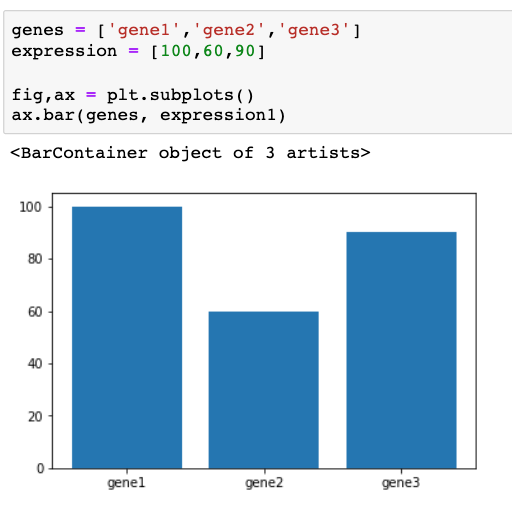 genes = ['gene1','gene2','gene3']
expression = [100,60,90]
fig,ax = plt.subplots()
ax.bar(genes, expression1)
<BarContainer object of 3 artists>
100
80
60
40
20
0
gene1 gene2 gene3